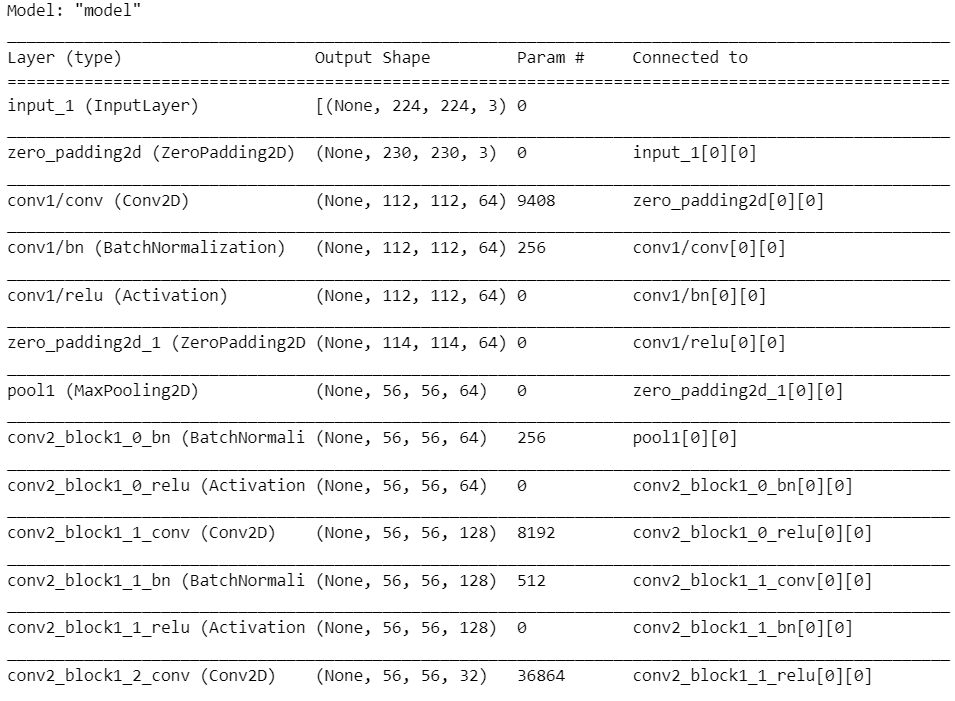 Model: "model"
__________________________________________________________________________________________________
Layer (type)                    Output Shape         Param #     Connected to
==================================================================================================
input_1 (InputLayer)            [(None, 224, 224, 3) 0
__________________________________________________________________________________________________
zero_padding2d (ZeroPadding2D)  (None, 230, 230, 3)  0           input_1[0][0]
__________________________________________________________________________________________________
conv1/conv (Conv2D)             (None, 112, 112, 64) 9408        zero_padding2d[0][0]
__________________________________________________________________________________________________
conv1/bn (BatchNormalization)   (None, 112, 112, 64) 256         conv1/conv[0][0]
__________________________________________________________________________________________________
conv1/relu (Activation)         (None, 112, 112, 64) 0           conv1/bn[0][0]
__________________________________________________________________________________________________
zero_padding2d_1 (ZeroPadding2D (None, 114, 114, 64) 0           conv1/relu[0][0]
__________________________________________________________________________________________________
pool1 (MaxPooling2D)            (None, 56, 56, 64)   0           zero_padding2d_1[0][0]
__________________________________________________________________________________________________
conv2_block1_0_bn (BatchNormali (None, 56, 56, 64)   256         pool1[0][0]
__________________________________________________________________________________________________
conv2_block1_0_relu (Activation (None, 56, 56, 64)   0           conv2_block1_0_bn[0][0]
__________________________________________________________________________________________________
conv2_block1_1_conv (Conv2D)    (None, 56, 56, 128)  8192        conv2_block1_0_relu[0][0]
__________________________________________________________________________________________________
conv2_block1_1_bn (BatchNormali (None, 56, 56, 128)  512         conv2_block1_1_conv[0][0]
__________________________________________________________________________________________________
conv2_block1_1_relu (Activation (None, 56, 56, 128)  0           conv2_block1_1_bn[0][0]
__________________________________________________________________________________________________
conv2_block1_2_conv (Conv2D)    (None, 56, 56, 32)   36864       conv2_block1_1_relu[0][0]